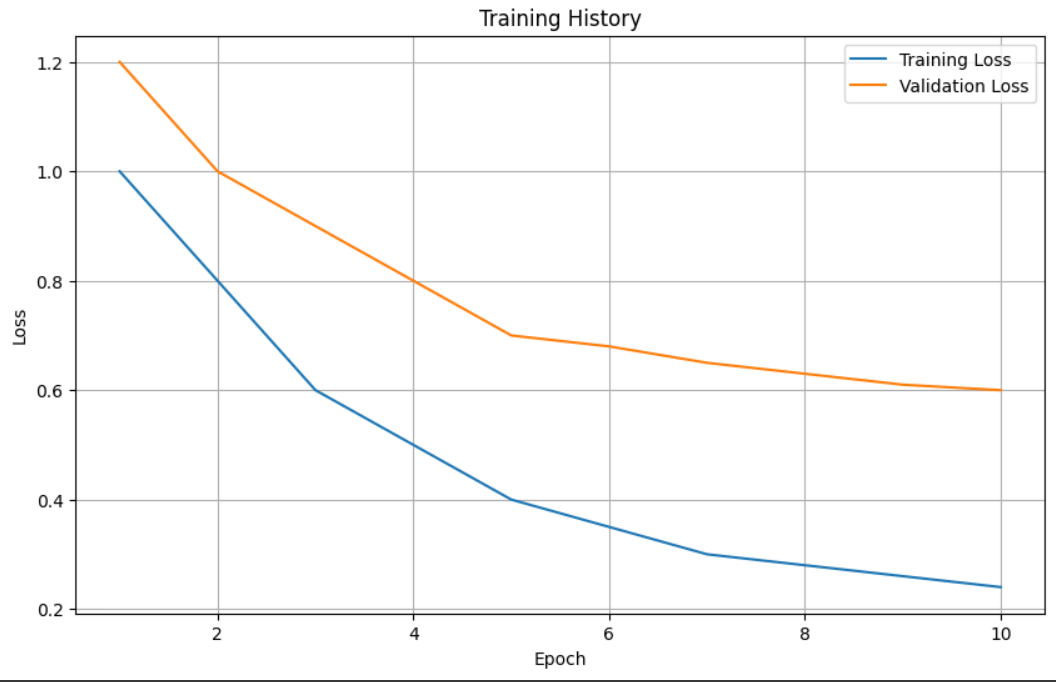 Training History
Training Loss
Validation Loss
1.2
1.0
0.8
0.6
0.4
0.2
Loss
2 4 6 8 10
Epoch